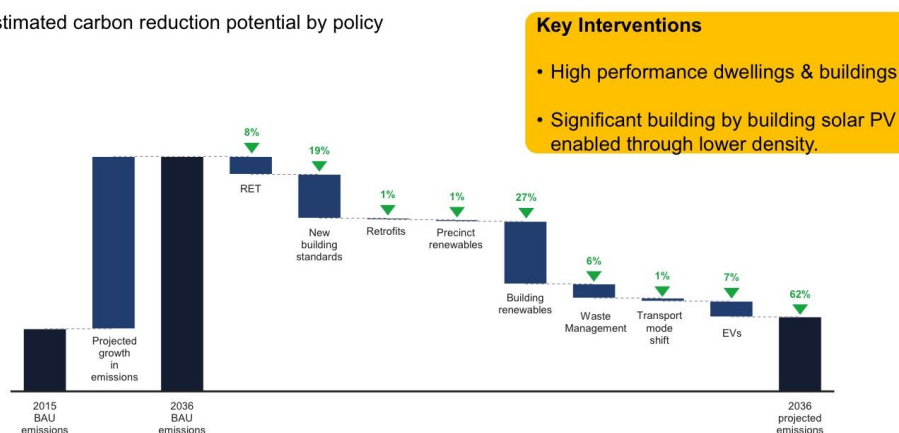 stimated carbon reduction potential by policy
Key Interventions
• High performance dwellings & buildings
• Significant building by building solar PV
enabled through lower density.
8%
RET
19%
New
building
standards
1%
Retrofits
1%
Precinct
renewables
27%
Building
renewables
6%
Waste
Management
1%
Transport
mode
shift
7%
EVs
62%
Projected
growth
in
emissions
2015
BAU
emissions
2036
BAU
emissions
2036
projected
emissions